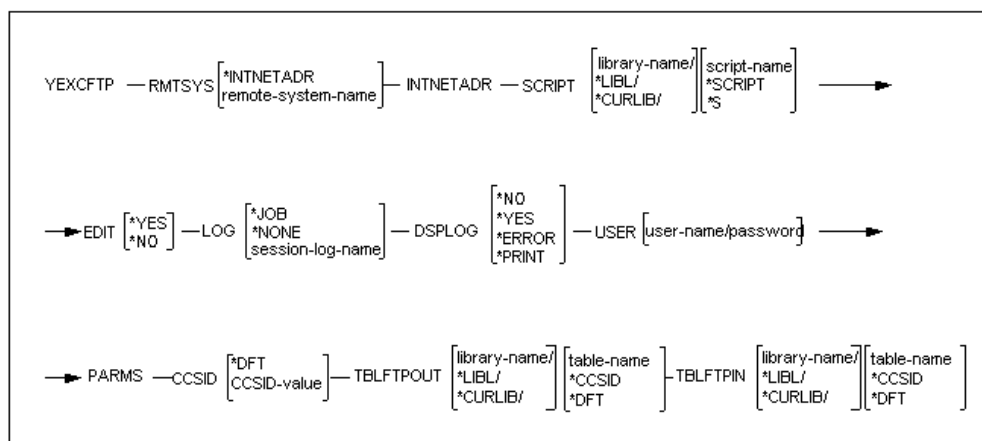 YEXCFTP RMTSYS *INTNETADR remote-system-name INTNETADR SCRIPT library-name/ *LIBL/ *CURLIB/ script-name *SCRIPT *S
EDIT *YES *NO LOG *JOB *NONE session-log-name DSPLOG *NO *YES *ERROR *PRINT USER user-name/password
PARMS CCSID *DFT CCSID-value TBLFTPOUT library-name/ *LIBL/ *CURLIB/ table-name *CCSID *DFT TBLFTPIN library-name/ *LIBL/ *CURLIB/ table-name *CCSID *DFT